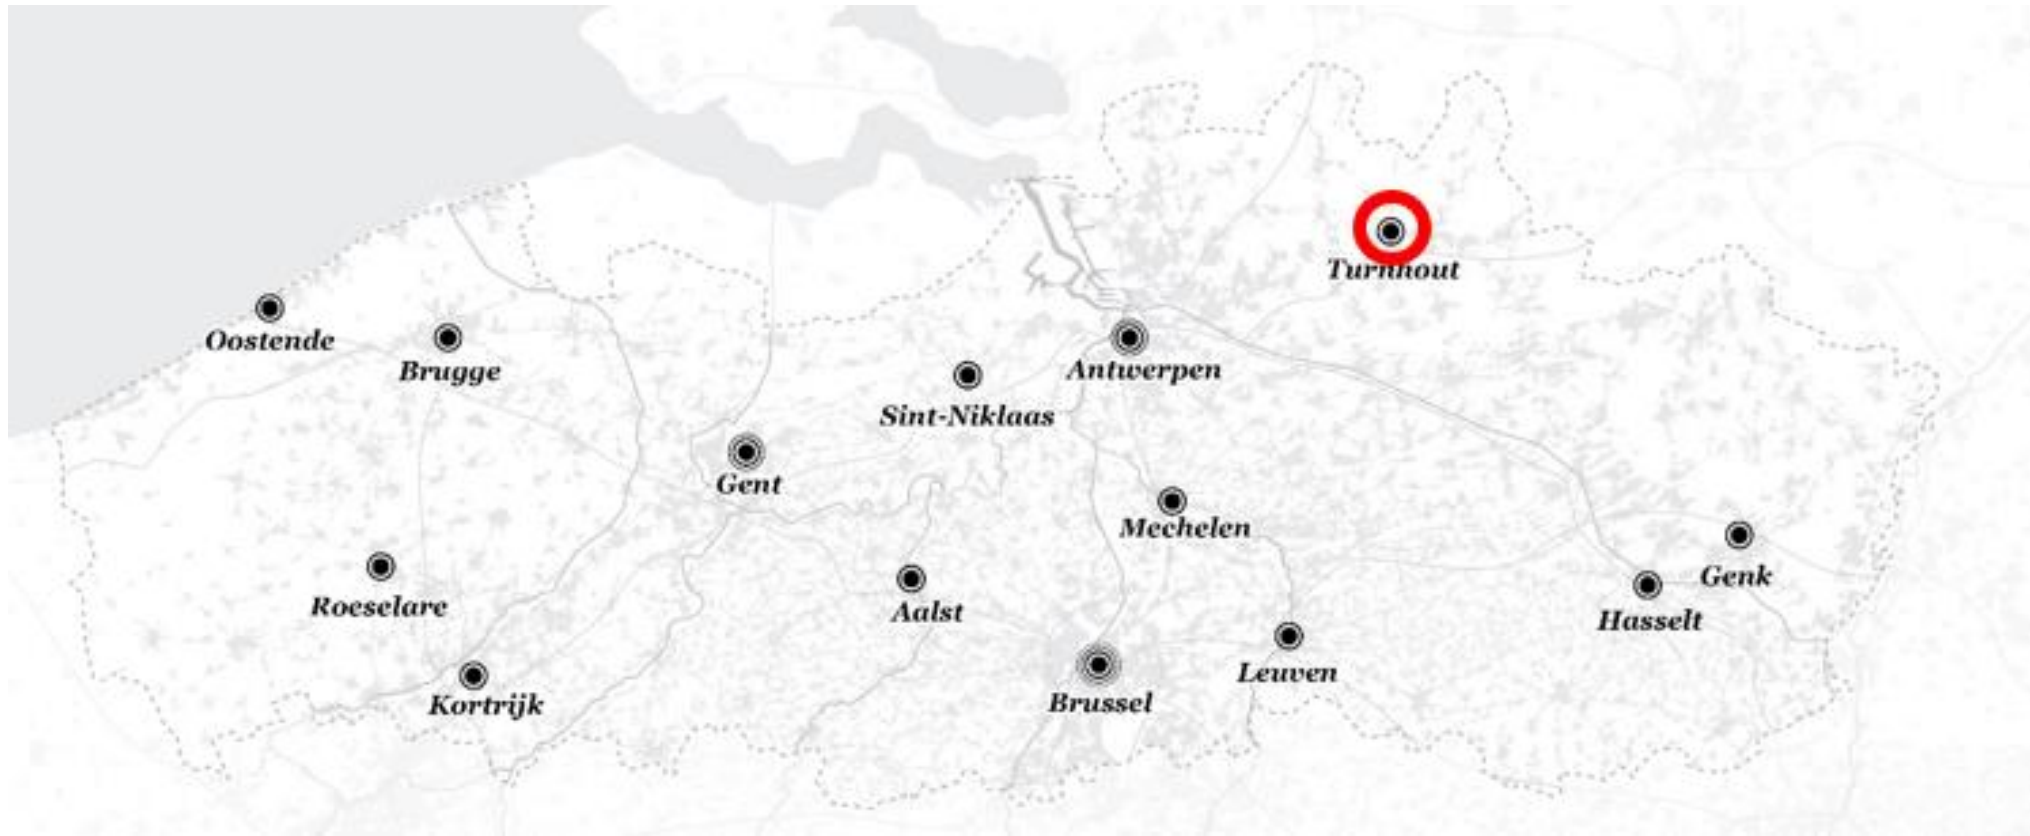 Turnhout
Oostende
Brugge
Antwerpen
Sint-Niklaas
Gent
Mechelen
Genk
Roeselare
Aalst
Hasselt
Leuven
Kortrijk
Brussel